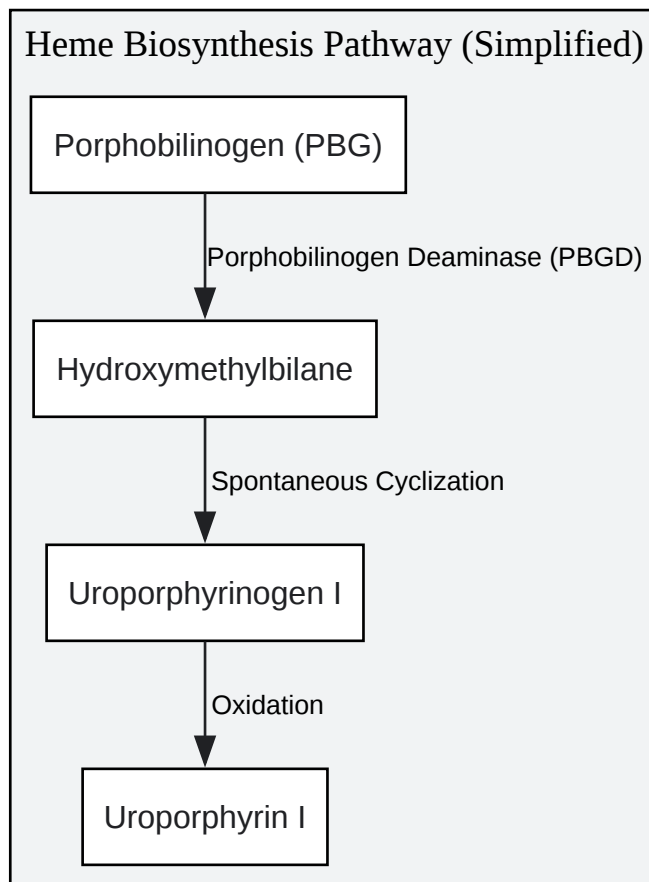 Heme Biosynthesis Pathway (Simplified)
Porphobilinogen (PBG)
Porphobilinogen Deaminase (PBGD)
Hydroxymethylbilane
Spontaneous Cyclization
Uroporphyrinogen I
Oxidation
Uroporphyrin I